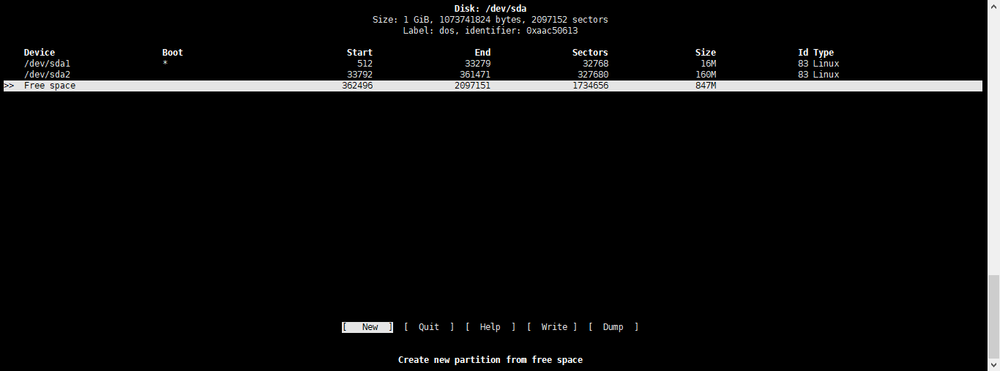 Disk: /dev/sda
Size: 1 GiB, 1073741824 bytes, 2097152 sectors
Label: dos, identifier: 0xaac50613
Device Boot Start End Sectors Size Id Type
/dev/sda1 * 512 33279 32768 16M 83 Linux
/dev/sda2 33792 361471 327680 160M 83 Linux
>> Free space 362496 2097151 1734656 847M
[ New ] [ Quit ] [ Help ] [ Write ] [ Dump ]
Create new partition from free space